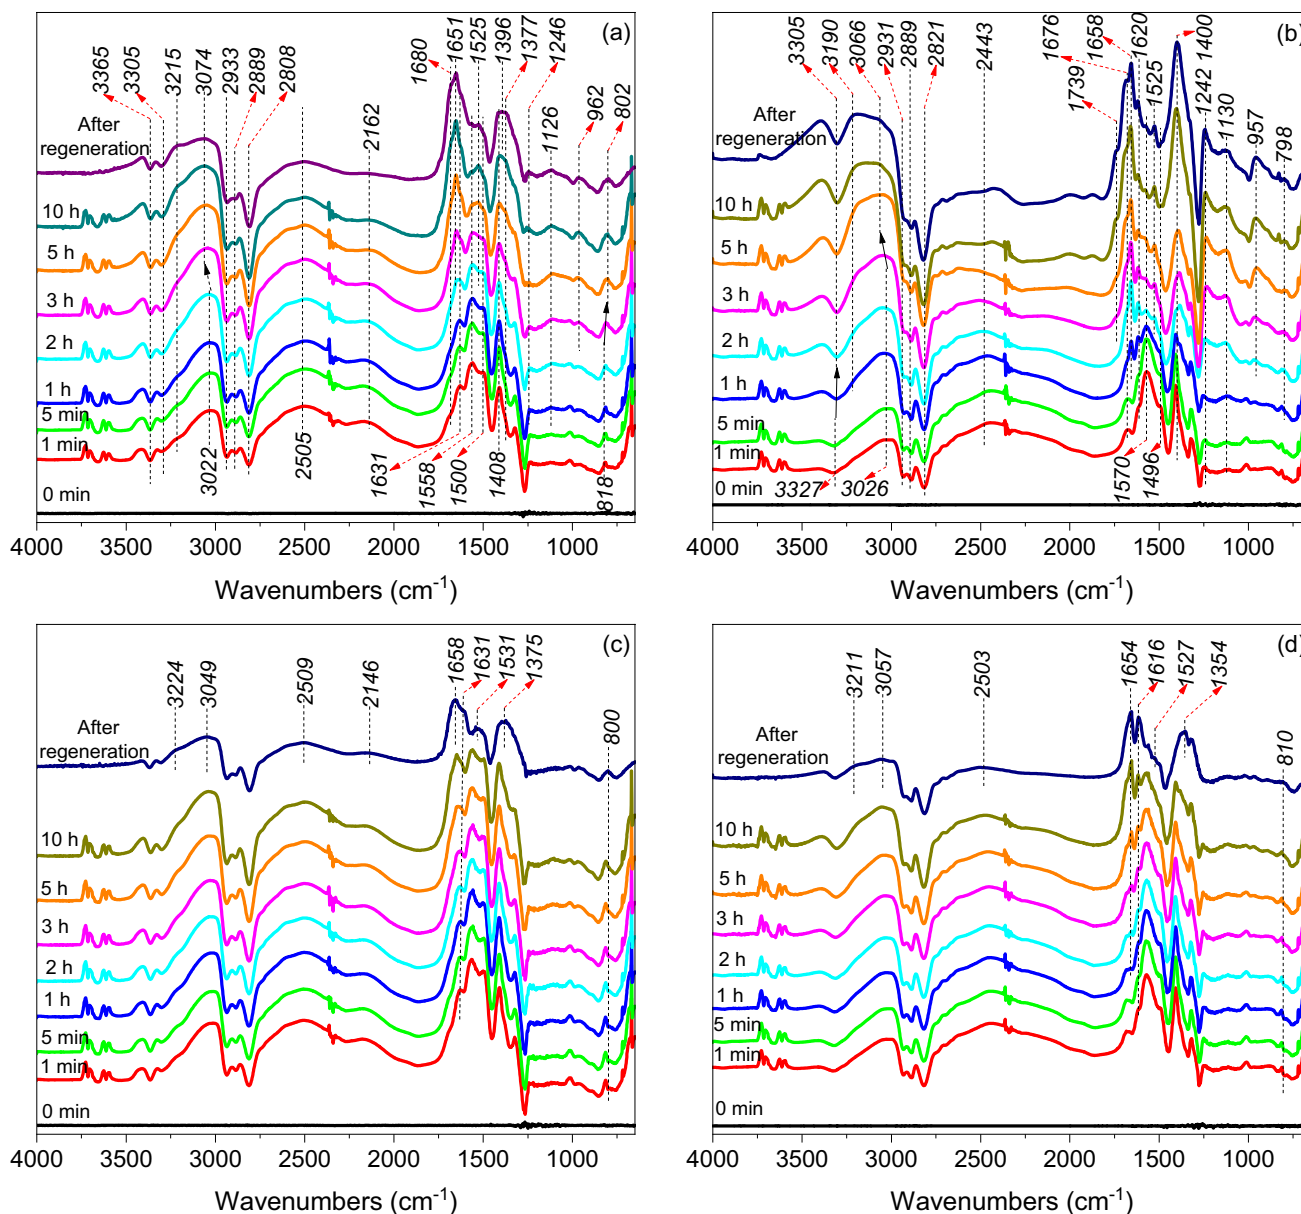 (a)
3365
3305
3215
3074
2933
2889
2808
2162
1680
1651
1525
1396
1377
1246
1126
962
802
After
regeneration
10 h
5 h
3 h
2 h
1 h
5 min
1 min
0 min
3022
2505
1631
1558
1500
1408
818
4000 3500 3000 2500 2000 1500 1000
Wavenumbers (cm-1)
(b)
3305
3190
3066
2931
2889
2821
2443
1739
1676
1658
1620
1525
1400
1242
1130
957
798
After
regeneration
10 h
5 h
3 h
2 h
1 h
5 min
1 min
0 min
3327
3026
1570
1496
4000 3500 3000 2500 2000 1500 1000
Wavenumbers (cm-1)
(c)
3224
3049
2509
2146
1658
1631
1531
1375
800
After
regeneration
10 h
5 h
3 h
2 h
1 h
5 min
1 min
0 min
4000 3500 3000 2500 2000 1500 1000
Wavenumbers (cm-1)
(d)
3211
3057
2503
1654
1616
1527
1354
810
After
regeneration
10 h
5 h
3 h
2 h
1 h
5 min
1 min
0 min
4000 3500 3000 2500 2000 1500 1000
Wavenumbers (cm-1)